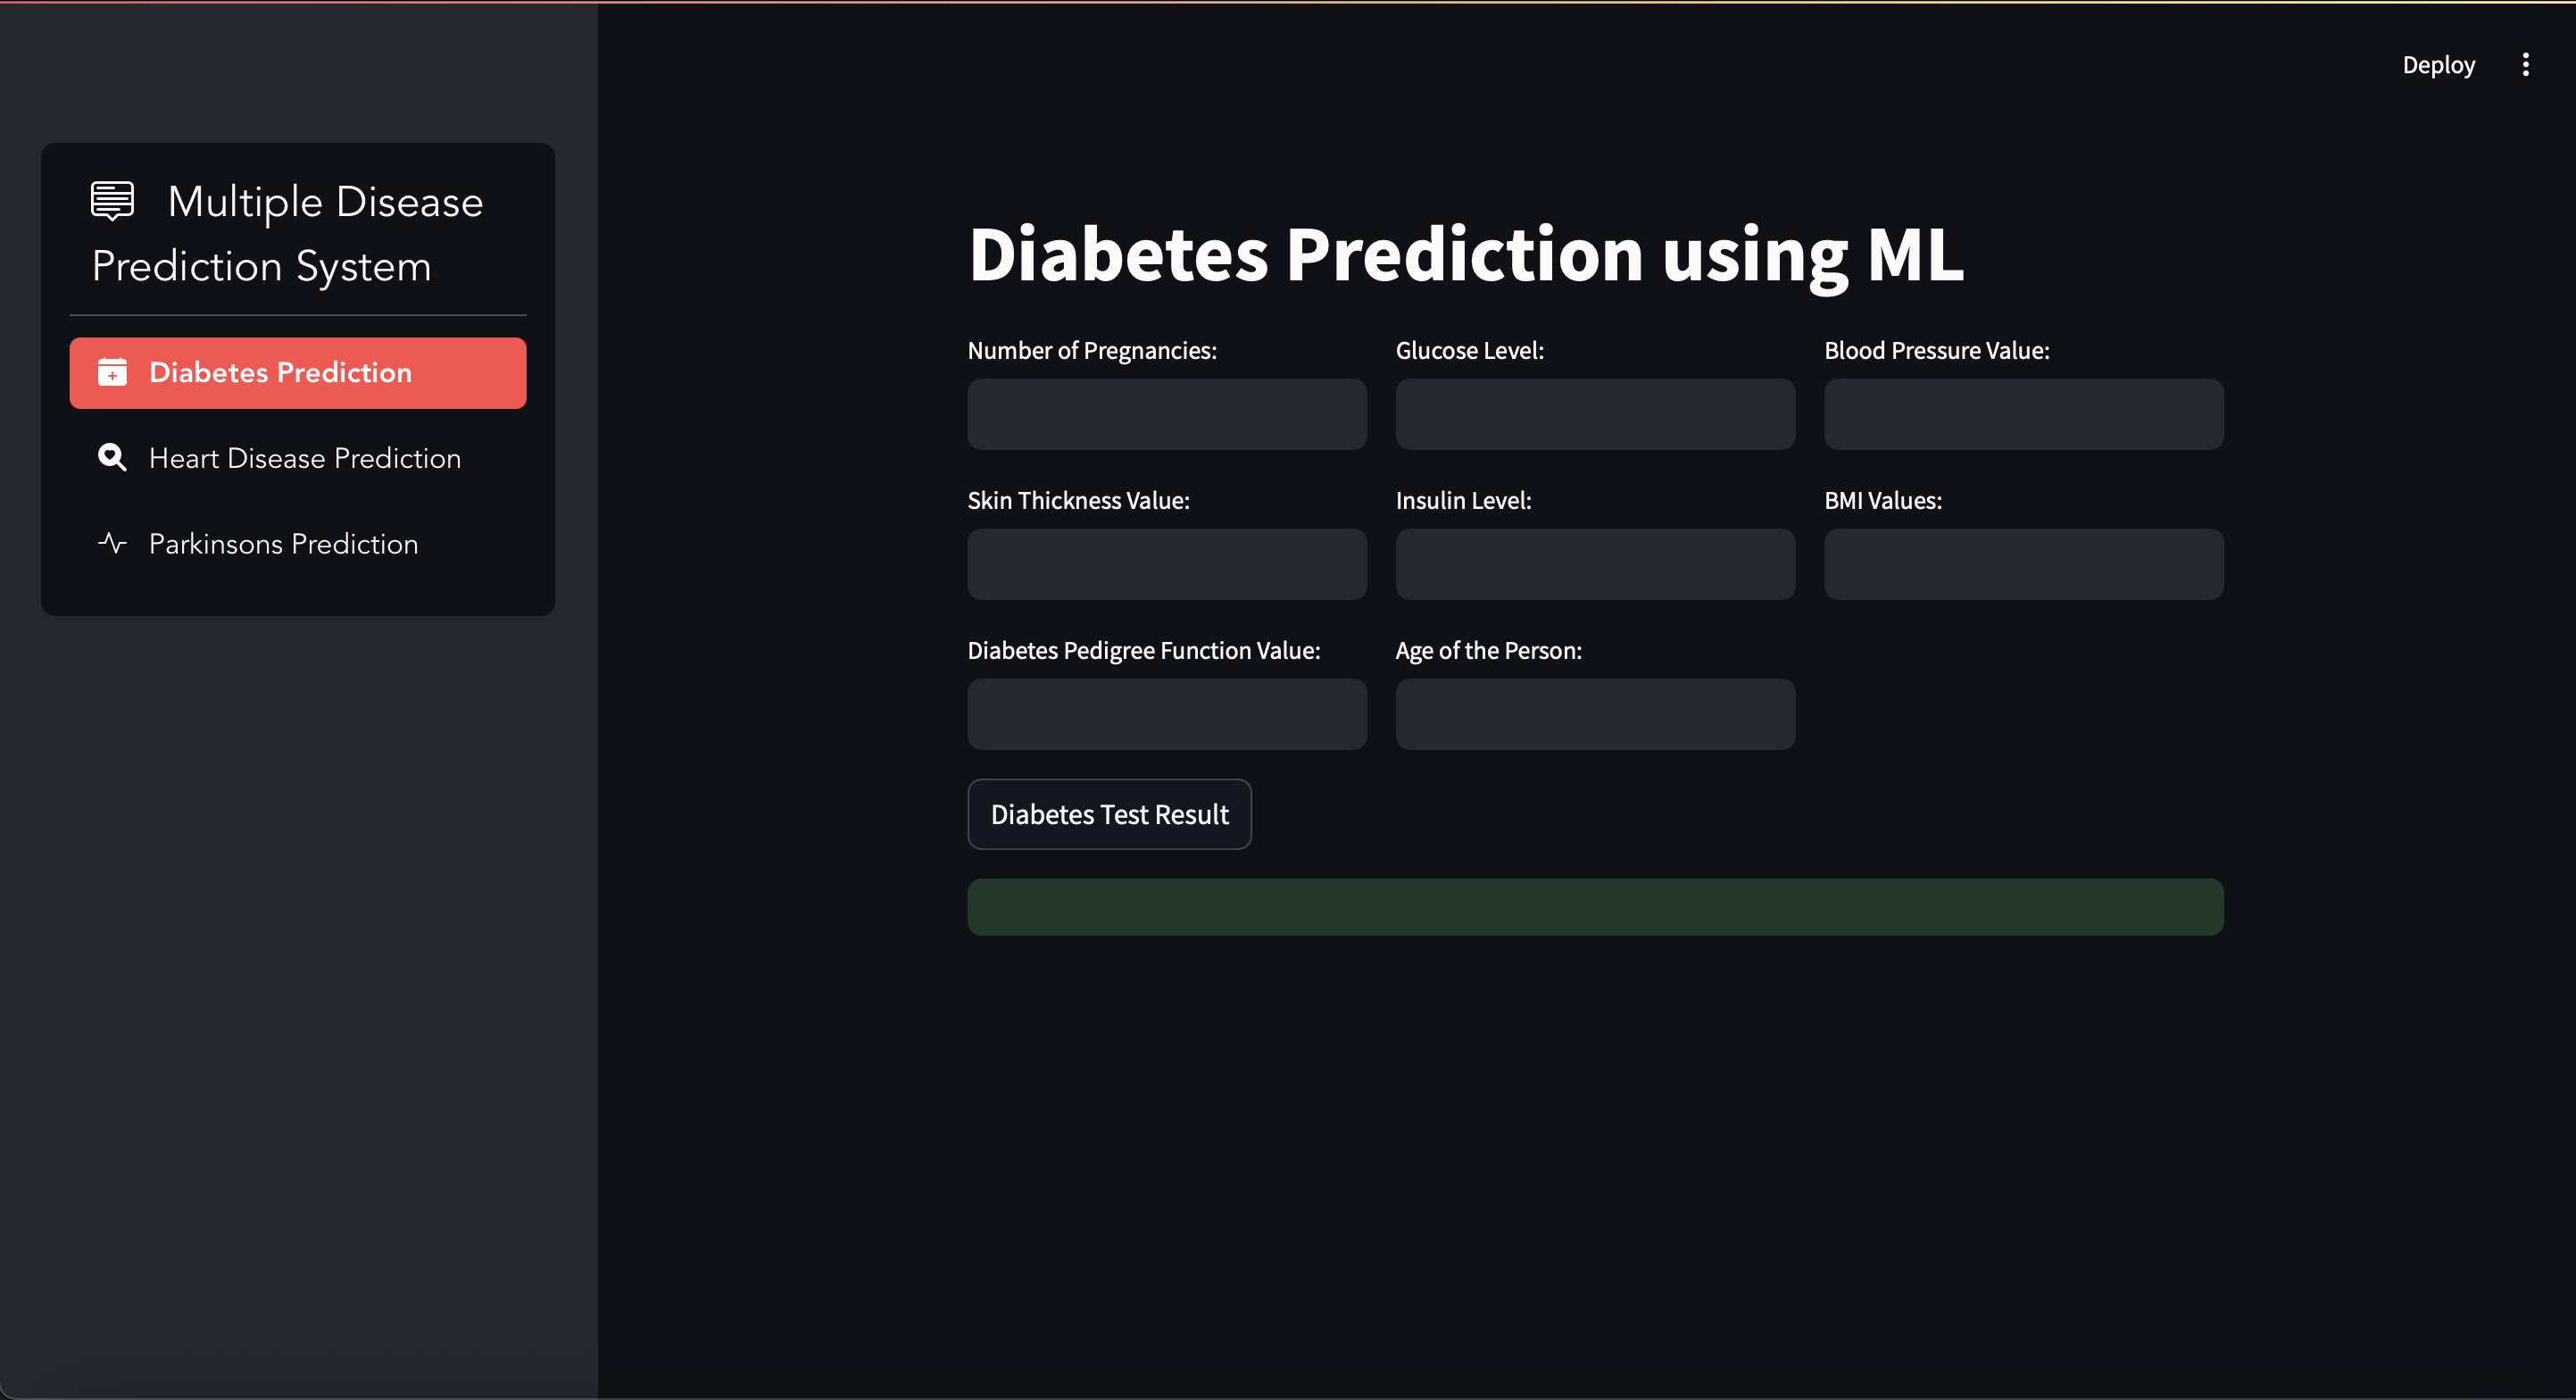 Deploy
Multiple Disease
Prediction System
Diabetes Prediction
Heart Disease Prediction
Parkinsons Prediction
Diabetes Prediction using ML
Number of Pregnancies:
Glucose Level:
Blood Pressure Value:
Skin Thickness Value:
Insulin Level:
BMI Values:
Diabetes Pedigree Function Value:
Age of the Person:
Diabetes Test Result